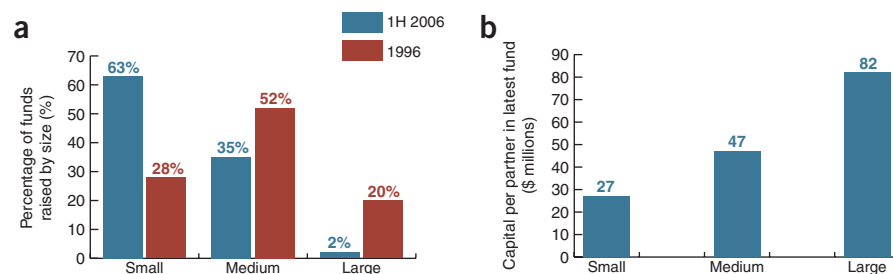 a
1H 2006
1996
Percentage of funds
raised by size (%)
70
60
50
40
30
20
10
0
63%
28%
35%
52%
2%
20%
Small
Medium
Large
b
Capital per partner in latest fund
($ millions)
90
80
70
60
50
40
30
20
10
0
27
47
82
Small
Medium
Large